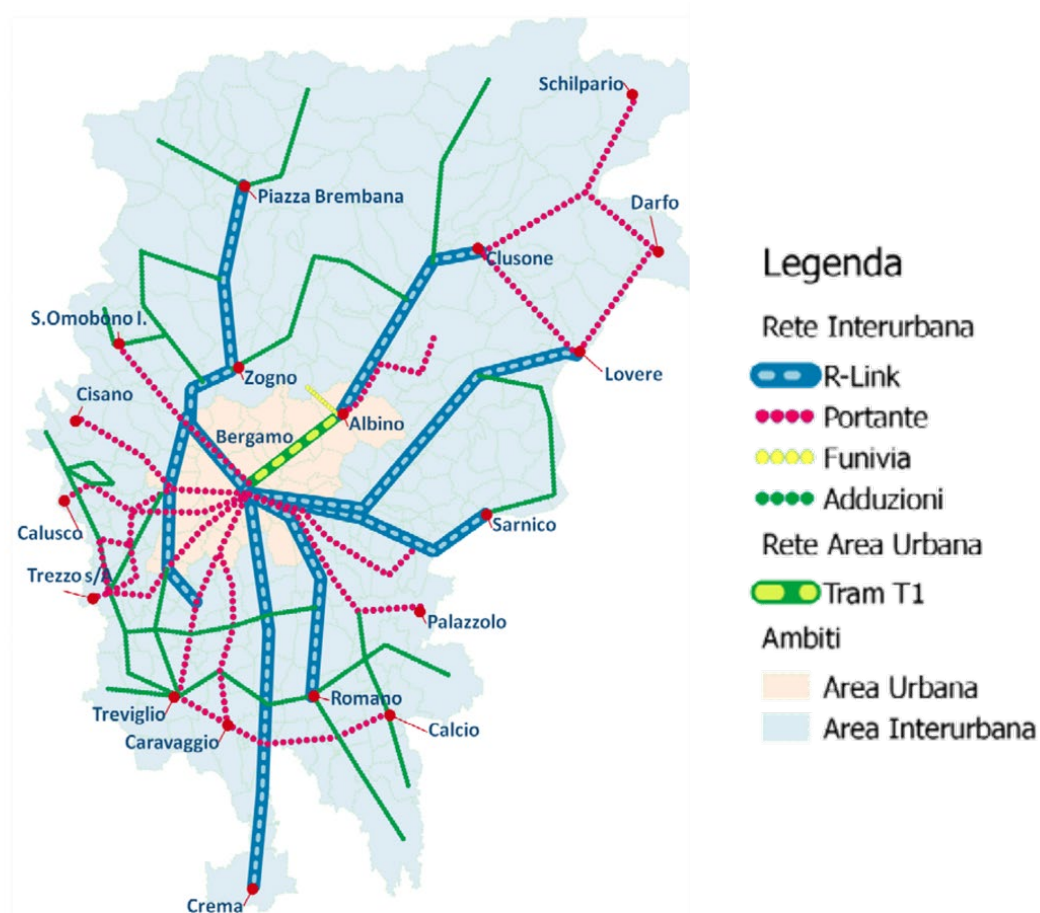 Schilpario
Piazza Brembana
Darfo
Clusone
S.Omobono I.
Lovere
Zogno
Cisano
Albino
Bergamo
Sarnico
Calusco
Trezzo s/A
Palazzolo
Romano
Treviglio
Calcio
Caravaggio
Crema
Legenda
Rete Interurbana
R-Link
Portante
Funivia
Adduzioni
Rete Area Urbana
Tram T1
Ambiti
Area Urbana
Area Interurbana